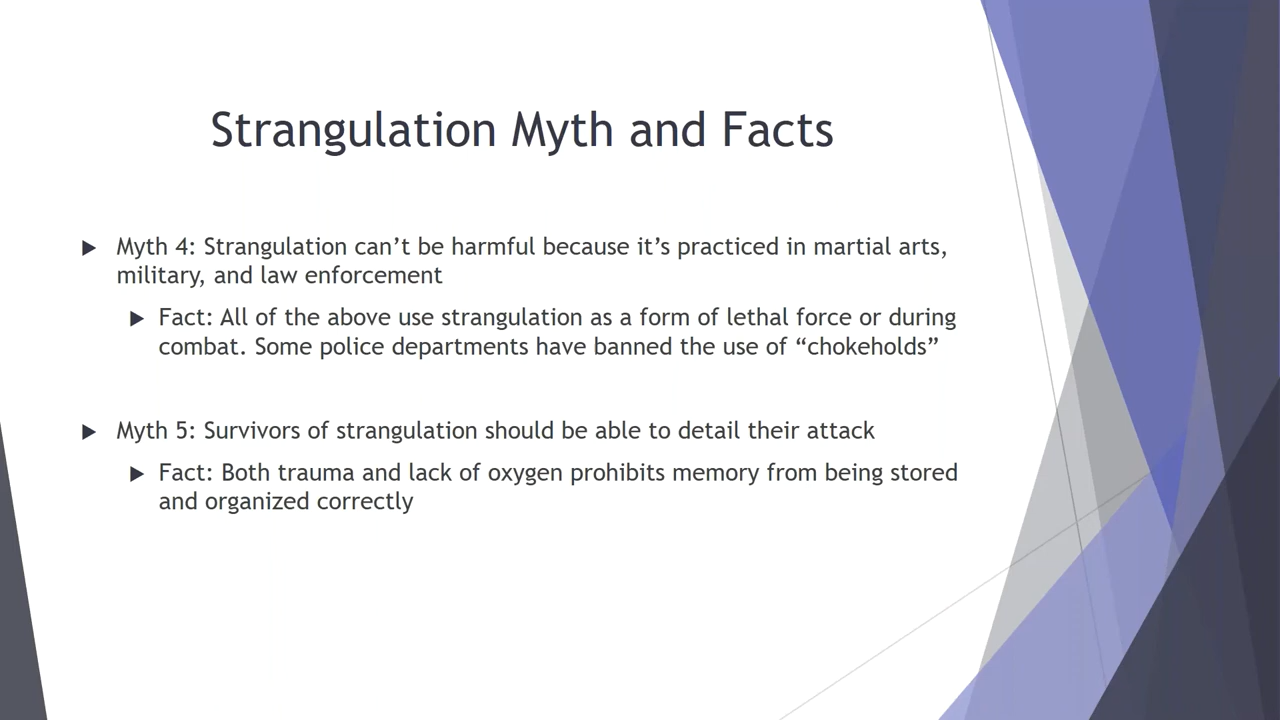 Strangulation Myth and Facts
Myth 4: Strangulation can’t be harmful because it’s practiced in martial arts,
military, and law enforcement
Fact: All of the above use strangulation as a form of lethal force or during
combat. Some police departments have banned the use of “chokeholds”
Myth 5: Survivors of strangulation should be able to detail their attack
Fact: Both trauma and lack of oxygen prohibits memory from being stored
and organized correctly